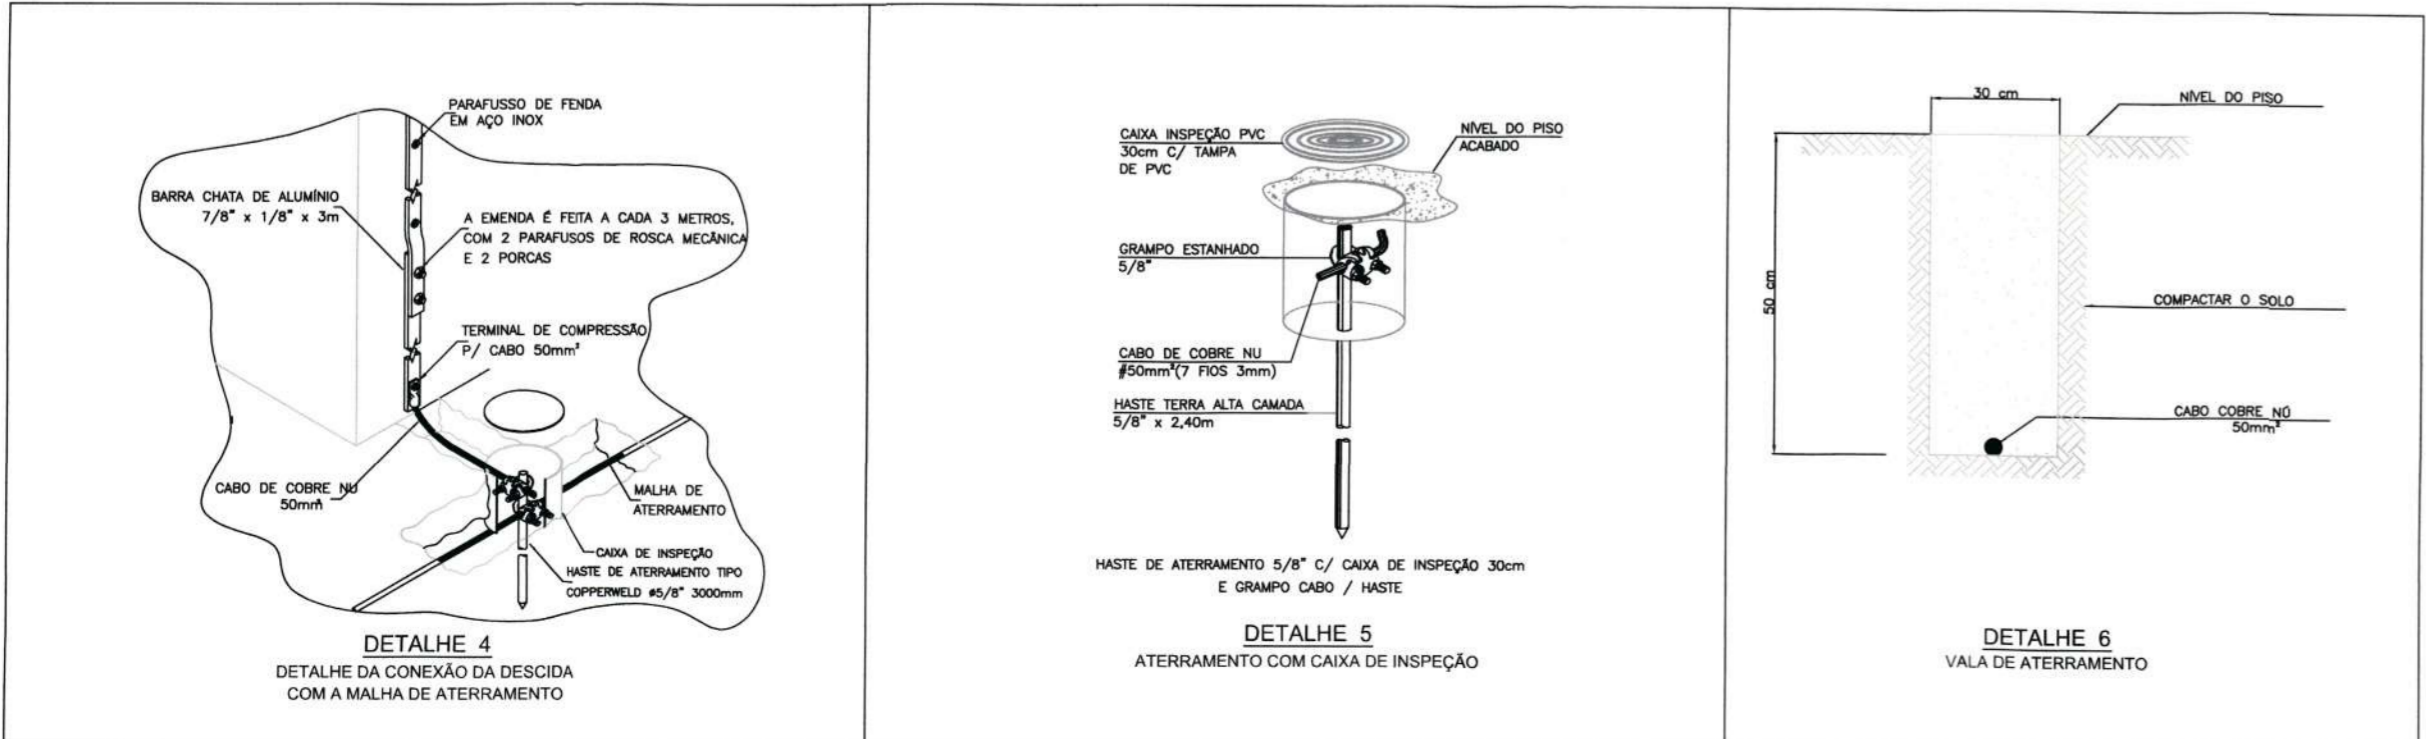 PARAFUSSO DE FENDA
EM AÇO INOX
BARRA CHATA DE ALUMÍNIO
7/8" x 1/8" x 3m
A EMENDA É FEITA A CADA 3 METROS,
COM 2 PARAFUSOS DE ROSCA MECÂNICA
E 2 PORCAS
TERMINAL DE COMPRESSÃO
P/ CABO 50mm²
CABO DE COBRE NU
50mm²
MALHA DE
ATERRAMENTO
CAIXA DE INSPEÇÃO
HASTE DE ATERRAMENTO TIPO
COPPERWELD ø5/8" 3000mm
DETALHE 4
DETALHE DA CONEXÃO DA DESCIDA
COM A MALHA DE ATERRAMENTO
CAIXA INSPEÇÃO PVC
30cm C/ TAMPA
DE PVC
NÍVEL DO PISO
ACABADO
GRAMPO ESTANHADO
5/8"
CABO DE COBRE NU
#50mm²(7 FIOS 3mm)
HASTE TERRA ALTA CAMADA
5/8" x 2,40m
HASTE DE ATERRAMENTO 5/8" C/ CAIXA DE INSPEÇÃO 30cm
E GRAMPO CABO / HASTE
DETALHE 5
ATERRAMENTO COM CAIXA DE INSPEÇÃO
30 cm
NÍVEL DO PISO
50 cm
COMPACTAR O SOLO
CABO COBRE NÚ
50mm²
DETALHE 6
VALA DE ATERRAMENTO